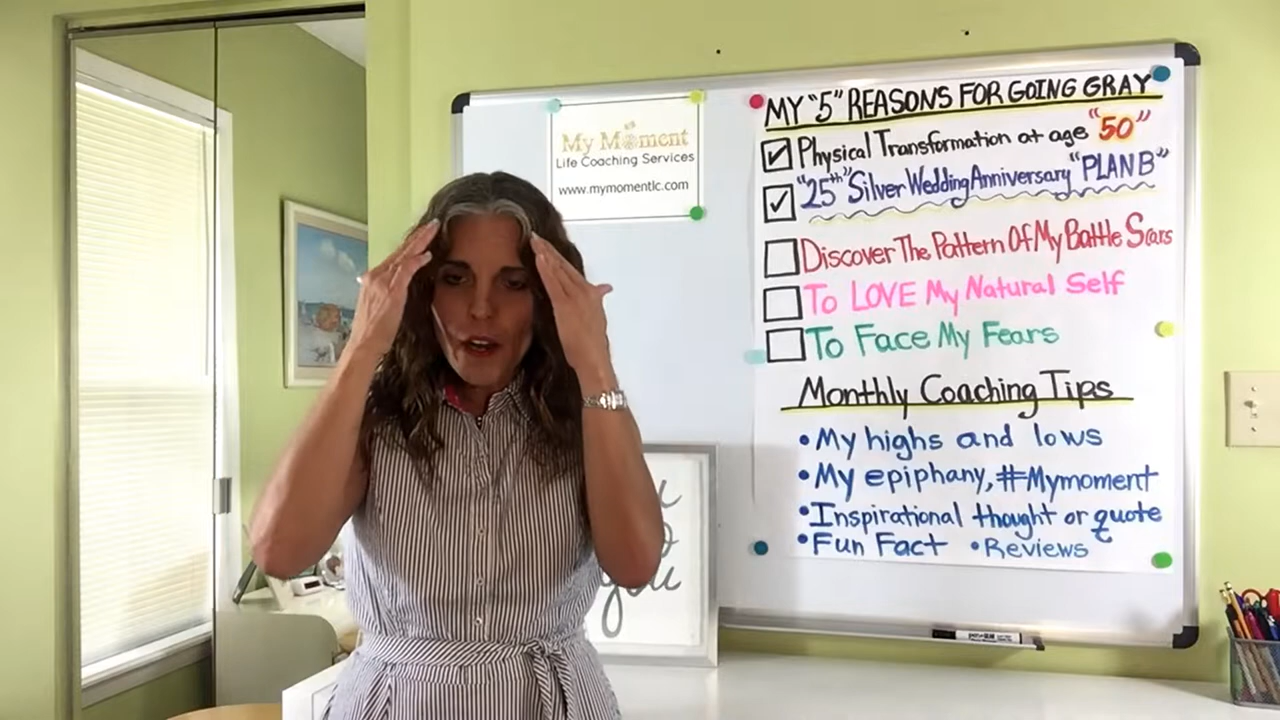 My Moment
Life Coaching Services
www.mymomentlc.com
MY "5" REASONS FOR GOING GRAY
Physical Transformation at age "50"
"25th" Silver Wedding Anniversary "PLAN B"
Discover The Pattern Of My Battle Scars
To LOVE My Natural Self
To Face My Fears
Monthly Coaching Tips
• My highs and lows
• My epiphany, #Mymoment
• Inspirational thought or quote
• Fun Fact • Reviews
you